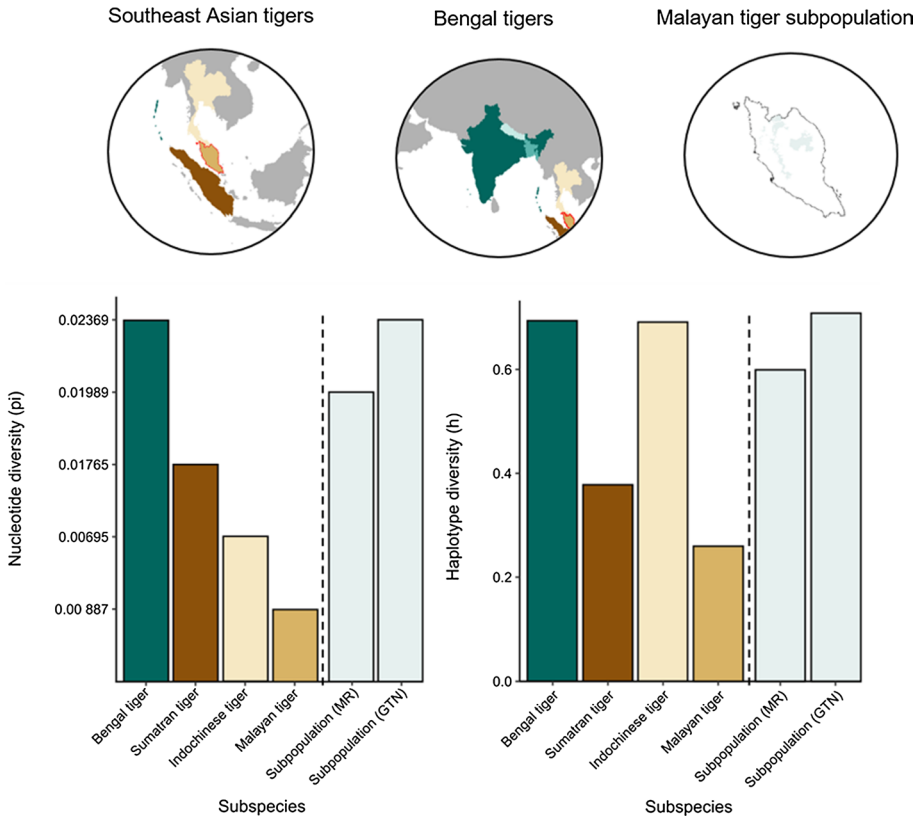 Southeast Asian tigers
Bengal tigers
Malayan tiger subpopulation
Nucleotide diversity (pi)
0.02369
0.01989
0.01765
0.00695
0.00 887
Bengal tiger
Sumatran tiger
Indochinese tiger
Malayan tiger
Subpopulation (MR)
Subpopulation (GTN)
Subspecies
Haplotype diversity (h)
0.6
0.4
0.2
0.0
Bengal tiger
Sumatran tiger
Indochinese tiger
Malayan tiger
Subpopulation (MR)
Subpopulation (GTN)
Subspecies